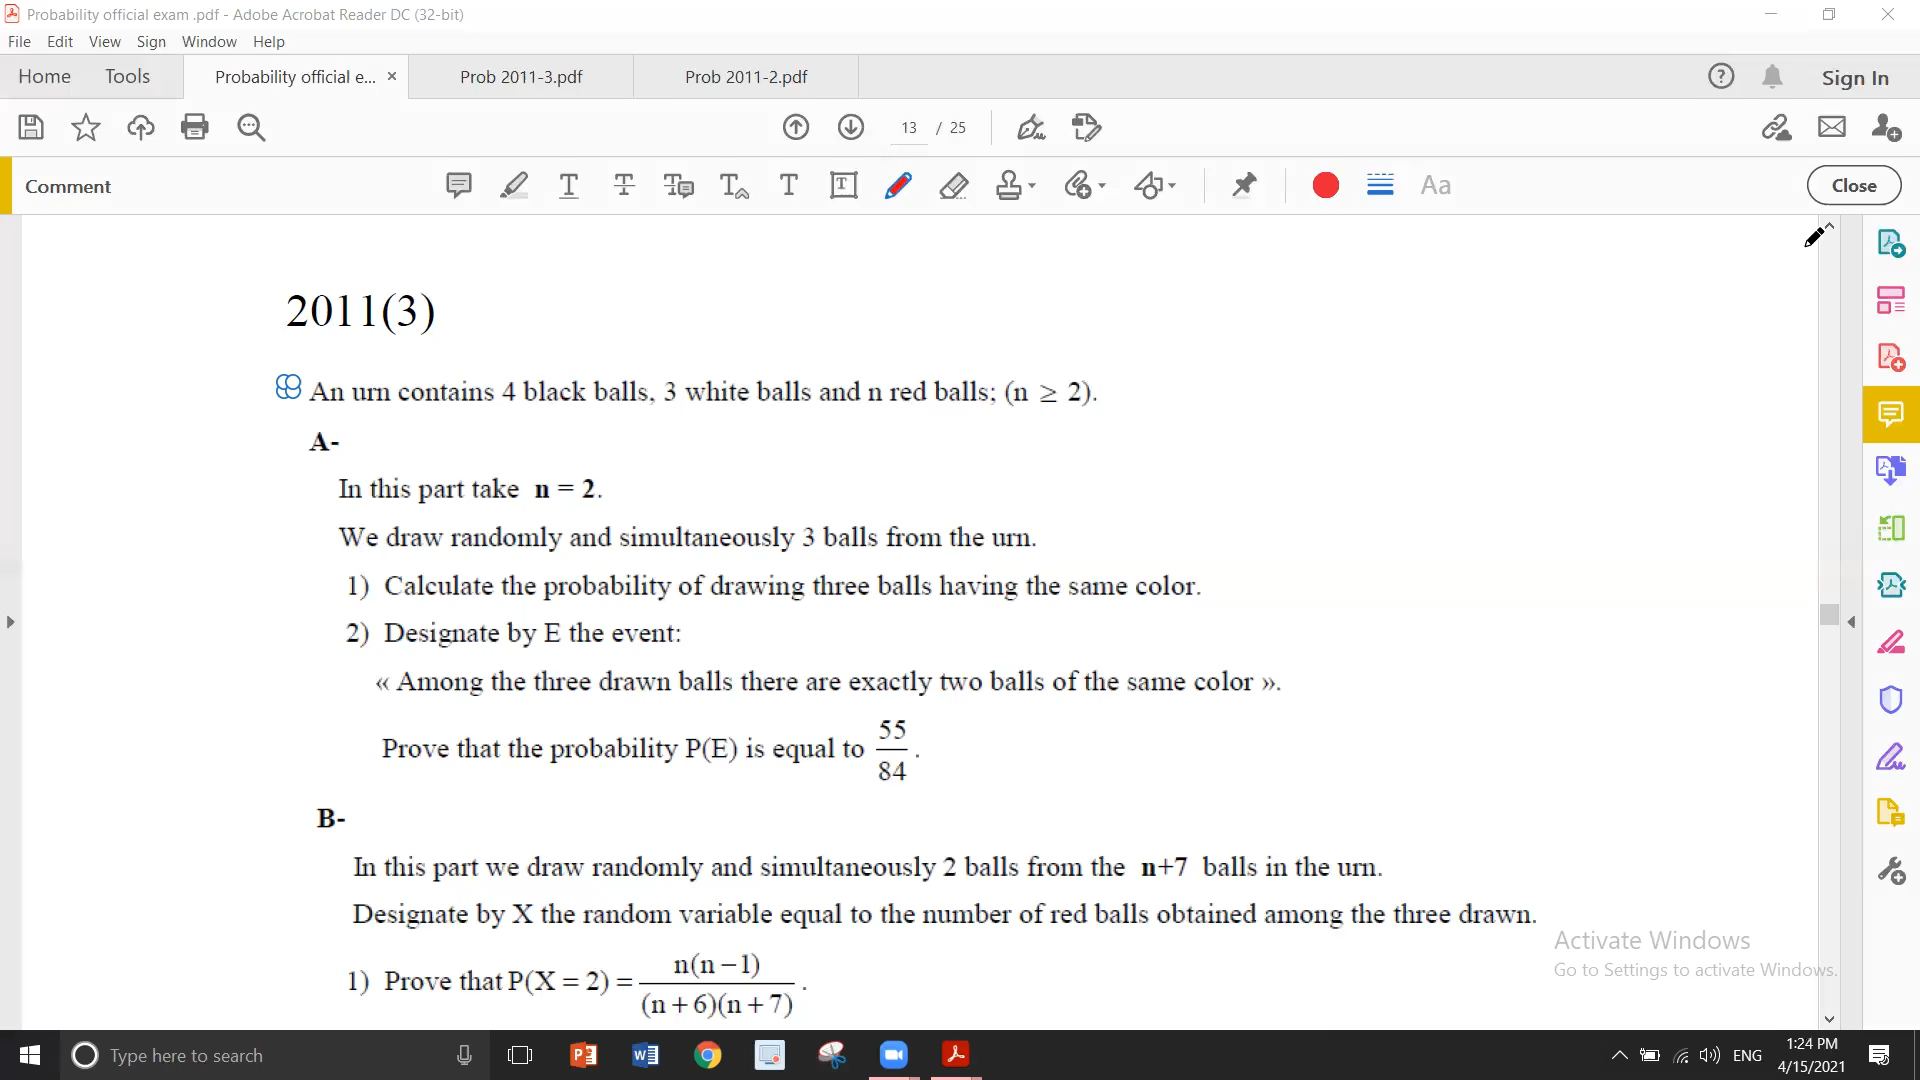 Probability official exam .pdf - Adobe Acrobat Reader DC (32-bit)
File Edit View Sign Window Help
Home Tools Probability official e... × Prob 2011-3.pdf Prob 2011-2.pdf Sign In
13 / 25
Comment Aa Close
2011(3)
An urn contains 4 black balls, 3 white balls and n red balls; (n ≥ 2).
A-
In this part take n = 2.
We draw randomly and simultaneously 3 balls from the urn.
1) Calculate the probability of drawing three balls having the same color.
2) Designate by E the event:
« Among the three drawn balls there are exactly two balls of the same color ».
Prove that the probability P(E) is equal to 55/84 .
B-
In this part we draw randomly and simultaneously 2 balls from the n+7 balls in the urn.
Designate by X the random variable equal to the number of red balls obtained among the three drawn.
1) Prove that P(X = 2) = n(n − 1)/(n + 6)(n + 7) .
Activate Windows
Go to Settings to activate Windows.
Type here to search
ENG
1:24 PM
4/15/2021